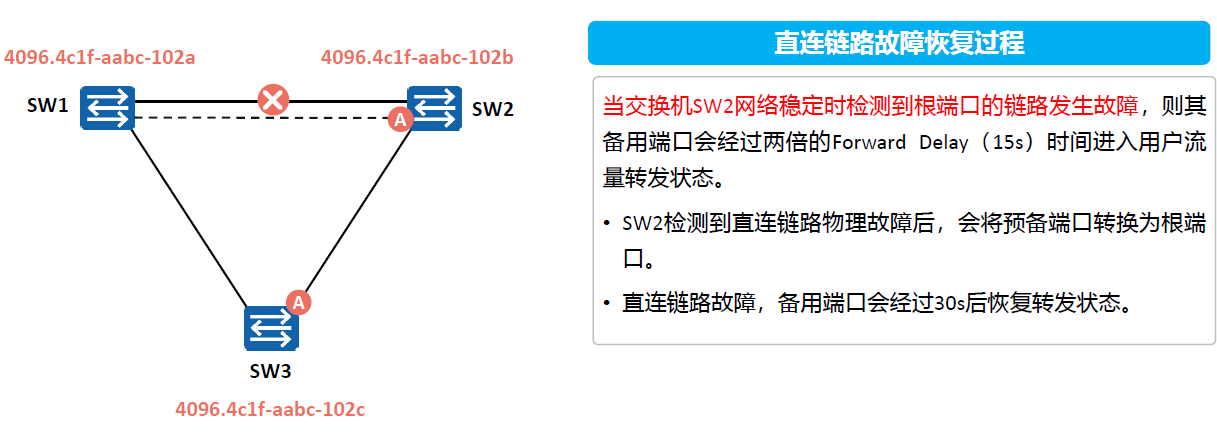 4096.4c1f-aabc-102a
4096.4c1f-aabc-102b
SW1
SW2
A
A
SW3
4096.4c1f-aabc-102c
直连链路故障恢复过程
当交换机SW2网络稳定时检测到根端口的链路发生故障，则其
备用端口会经过两倍的Forward Delay（15s）时间进入用户流
量转发状态。
• SW2检测到直连链路物理故障后，会将预备端口转换为根端
口。
• 直连链路故障，备用端口会经过30s后恢复转发状态。